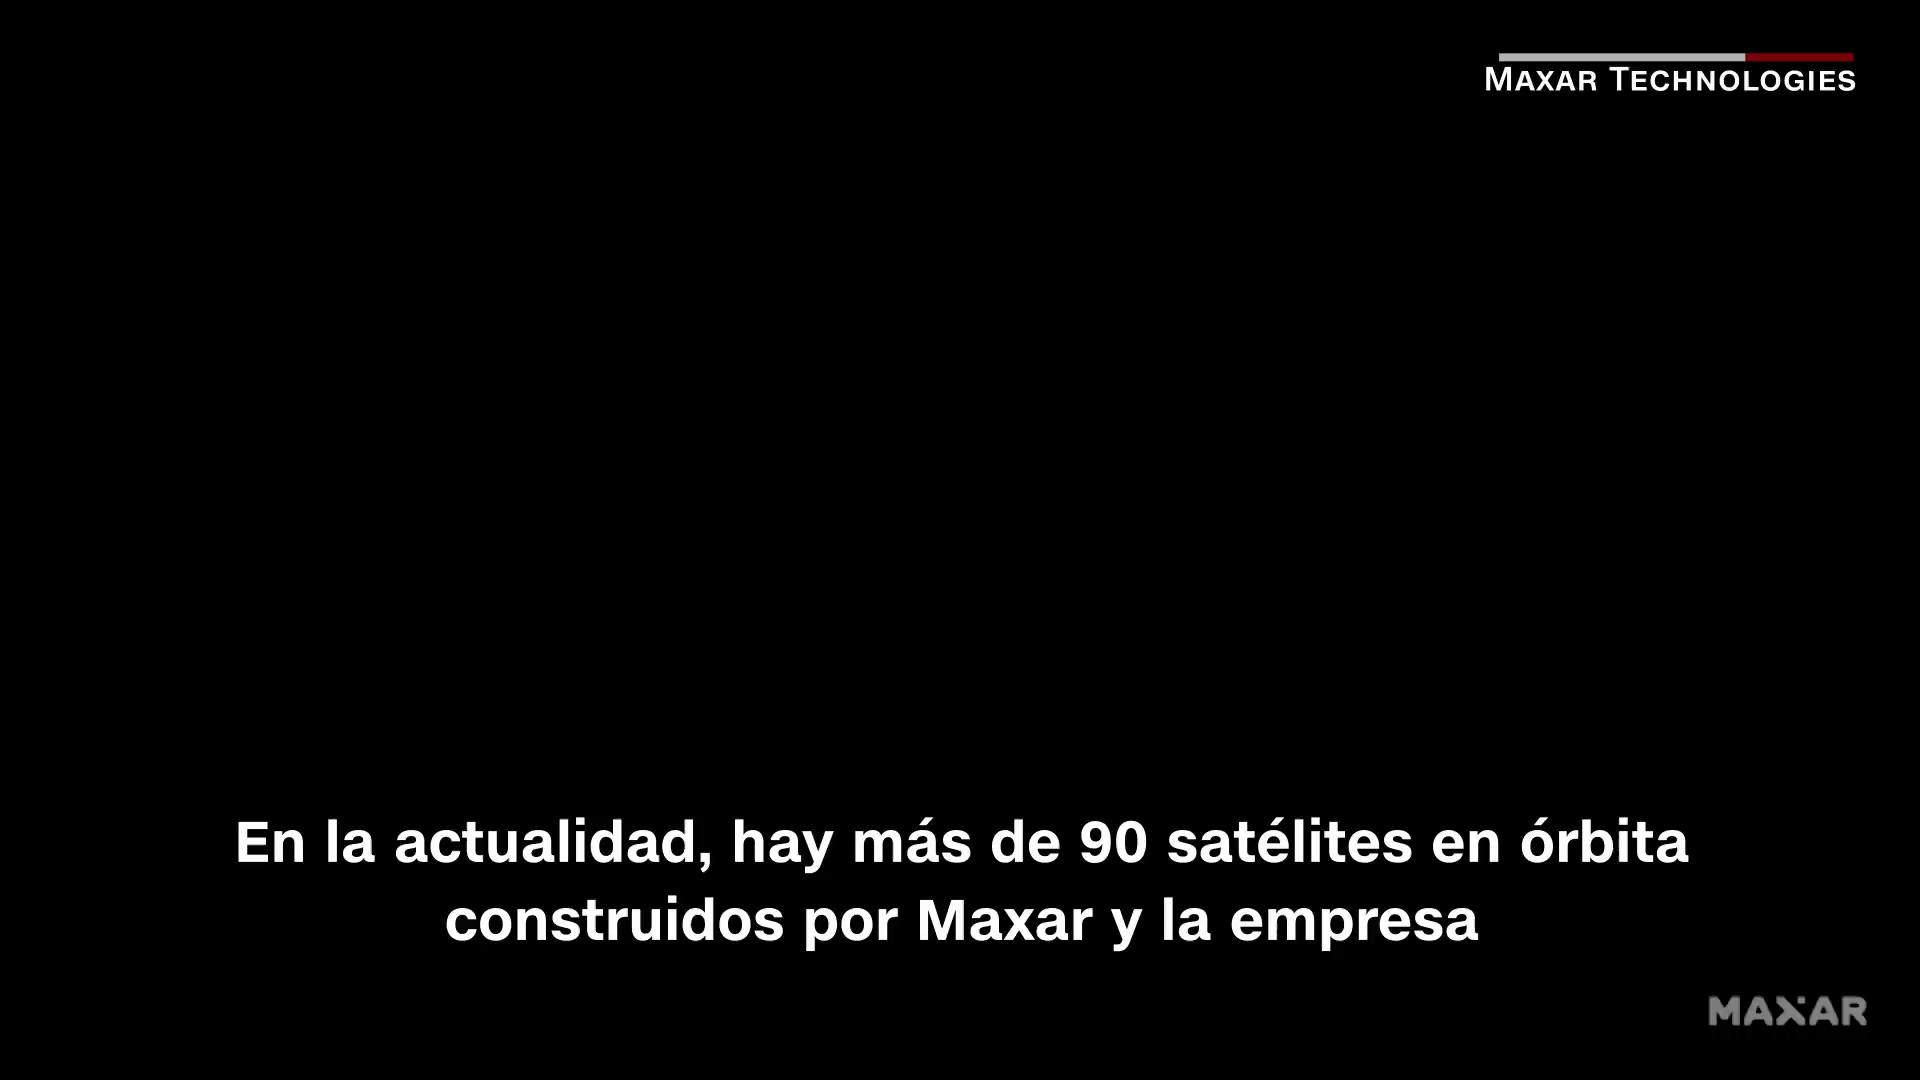 MAXAR TECHNOLOGIES
En la actualidad, hay más de 90 satélites en órbita
construidos por Maxar y la empresa
MAXAR